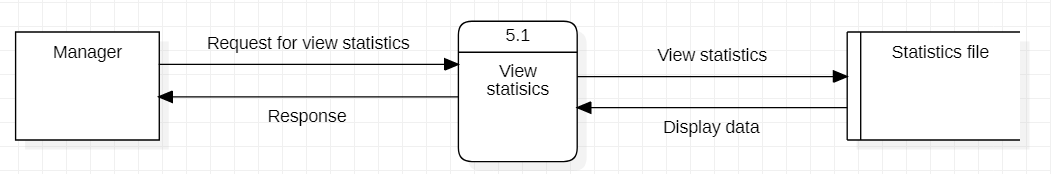 Manager
Request for view statistics
Response
5.1
View
statisics
View statistics
Display data
Statistics file